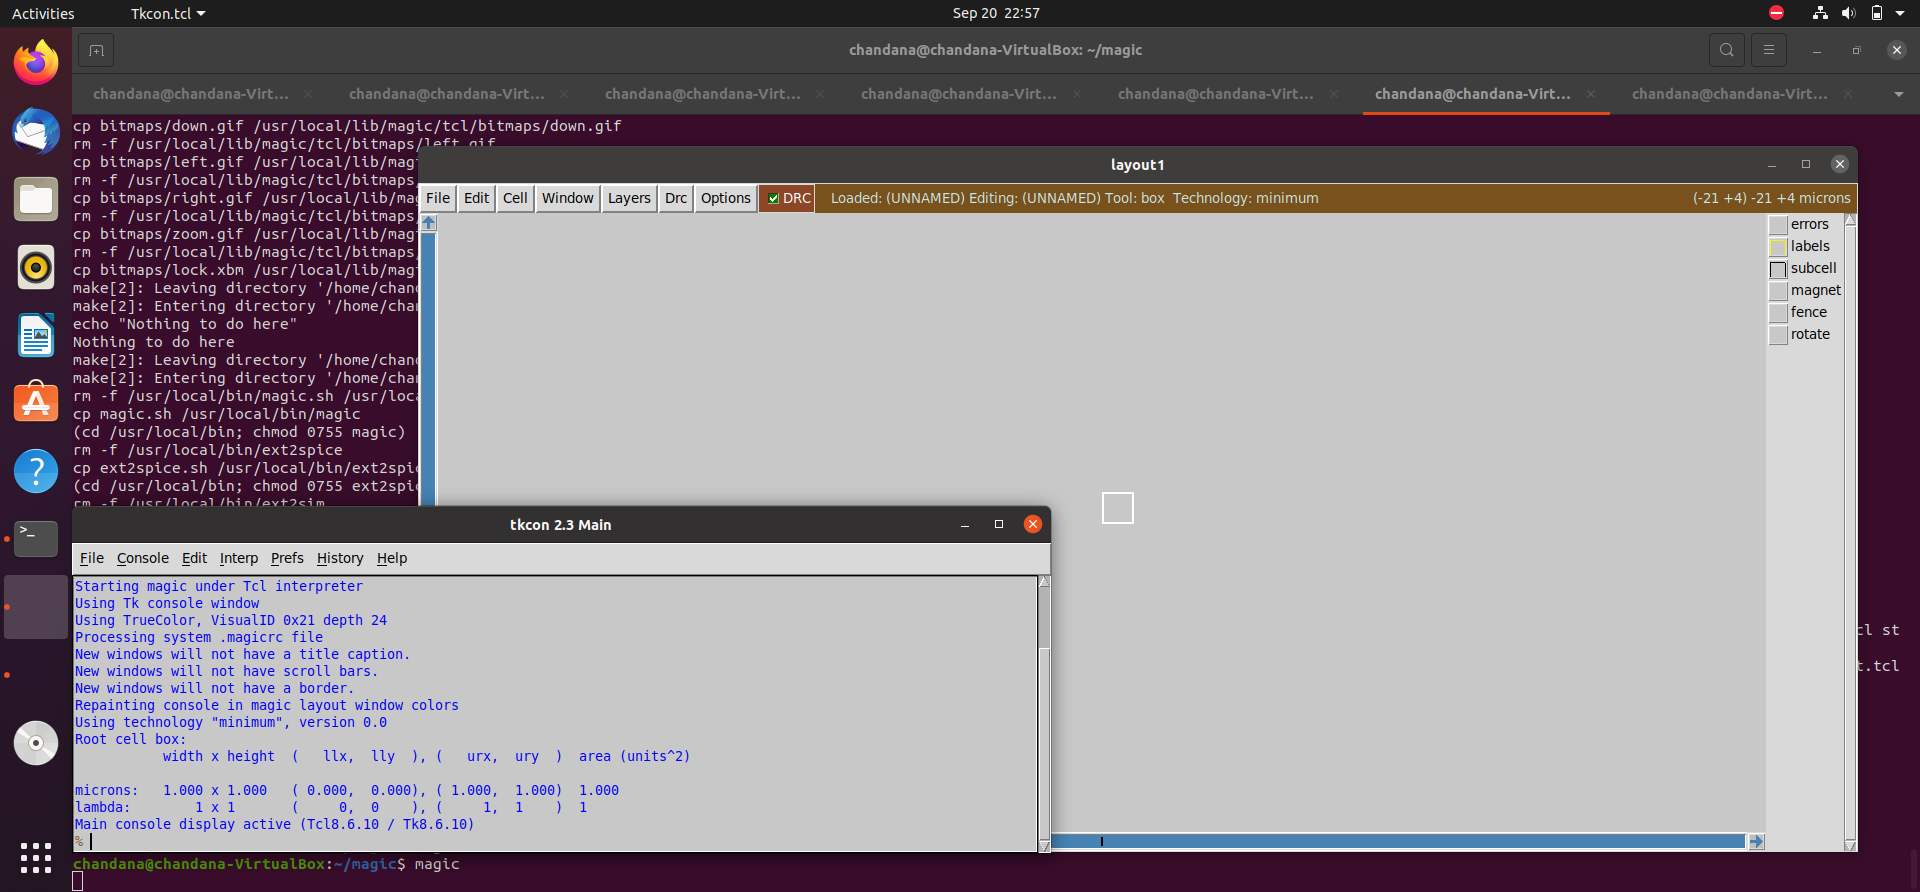 Activities
Tkcon.tcl
Sep 20 22:57
chandana@chandana-VirtualBox: ~/magic
chandana@chandana-Virt...
chandana@chandana-Virt...
chandana@chandana-Virt...
chandana@chandana-Virt...
chandana@chandana-Virt...
chandana@chandana-Virt...
chandana@chandana-Virt...
cp bitmaps/down.gif /usr/local/lib/magic/tcl/bitmaps/down.gif
rm -f /usr/local/lib/magic/tcl/bitmaps/left.gif
cp bitmaps/left.gif /usr/local/lib/mag
rm -f /usr/local/lib/magic/tcl/bitmaps
cp bitmaps/right.gif /usr/local/lib/ma
rm -f /usr/local/lib/magic/tcl/bitmaps
cp bitmaps/zoom.gif /usr/local/lib/mag
rm -f /usr/local/lib/magic/tcl/bitmaps
cp bitmaps/lock.xbm /usr/local/lib/mag
make[2]: Leaving directory '/home/chan
make[2]: Entering directory '/home/cha
echo "Nothing to do here"
Nothing to do here
make[2]: Leaving directory '/home/chan
make[2]: Entering directory '/home/cha
rm -f /usr/local/bin/magic.sh /usr/loc
cp magic.sh /usr/local/bin/magic
(cd /usr/local/bin; chmod 0755 magic)
rm -f /usr/local/bin/ext2spice
cp ext2spice.sh /usr/local/bin/ext2spic
(cd /usr/local/bin; chmod 0755 ext2spic
rm -f /usr/local/bin/ext2sim
layout1
File Edit Cell Window Layers Drc Options DRC
Loaded: (UNNAMED) Editing: (UNNAMED) Tool: box Technology: minimum
(-21 +4) -21 +4 microns
errors
labels
subcell
magnet
fence
rotate
cl st
t.tcl
tkcon 2.3 Main
File Console Edit Interp Prefs History Help
Starting magic under Tcl interpreter
Using Tk console window
Using TrueColor, VisualID 0x21 depth 24
Processing system .magicrc file
New windows will not have a title caption.
New windows will not have scroll bars.
New windows will not have a border.
Repainting console in magic layout window colors
Using technology "minimum", version 0.0
Root cell box:
width x height ( llx, lly ), ( urx, ury ) area (units^2)
microns: 1.000 x 1.000 ( 0.000, 0.000), ( 1.000, 1.000) 1.000
lambda: 1 x 1 ( 0, 0 ), ( 1, 1 ) 1
Main console display active (Tcl8.6.10 / Tk8.6.10)
%
chandana@chandana-VirtualBox:~/magic$ magic